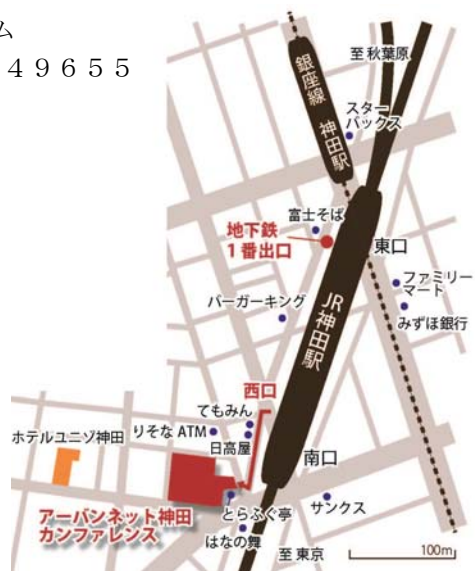 ム
４９６５５
至 秋葉原
銀座線 神田駅
スター
バックス
富士そば
地下鉄
１番出口
東口
ファミリー
マート
バーガーキング
みずほ銀行
JR神田駅
西口
てもみん
りそな ATM
日高屋
ホテルユニゾ神田
南口
アーバンネット神田
カンファレンス
とらふぐ亭
サンクス
はなの舞
至 東京
100m